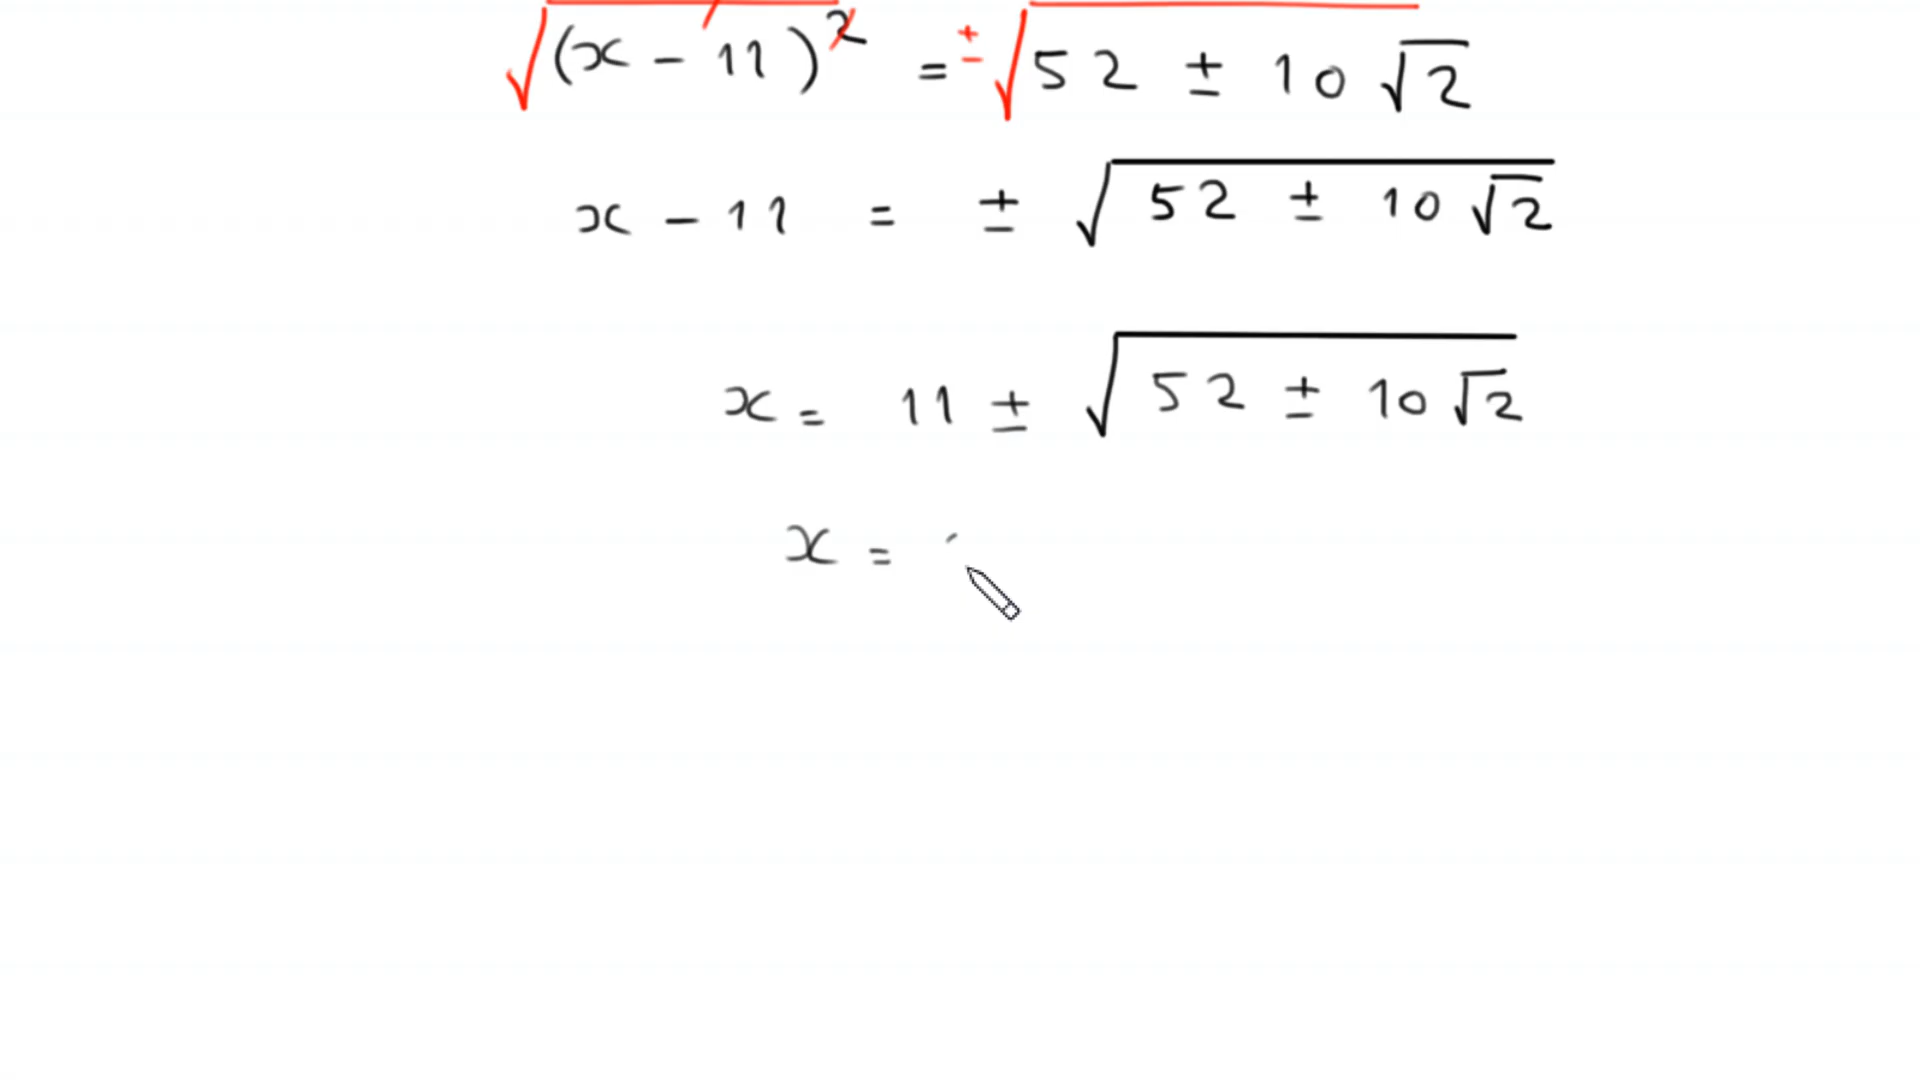 √(x - 11)² = ± √52 ± 10 √2
x - 11 = ± √52 ± 10 √2
x = 11 ± √52 ± 10√2
x =